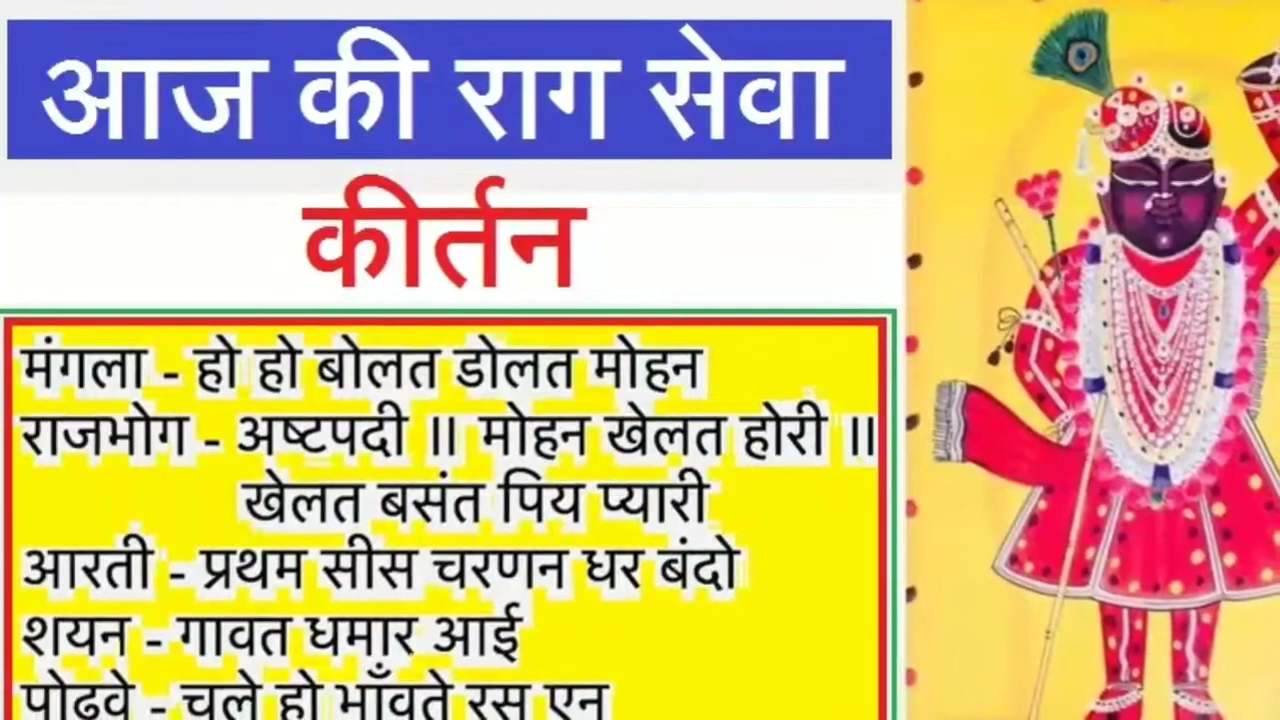 आज की राग सेवा
कीर्तन
मंगला - हो हो बोलत डोलत मोहन
राजभोग - अष्टपदी ॥ मोहन खेलत होरी ॥
खेलत बसंत पिय प्यारी
आरती - प्रथम सीस चरणन धर बंदो
शयन - गावत धमार आई
पोढवे - चले हो भाँवते रस एन